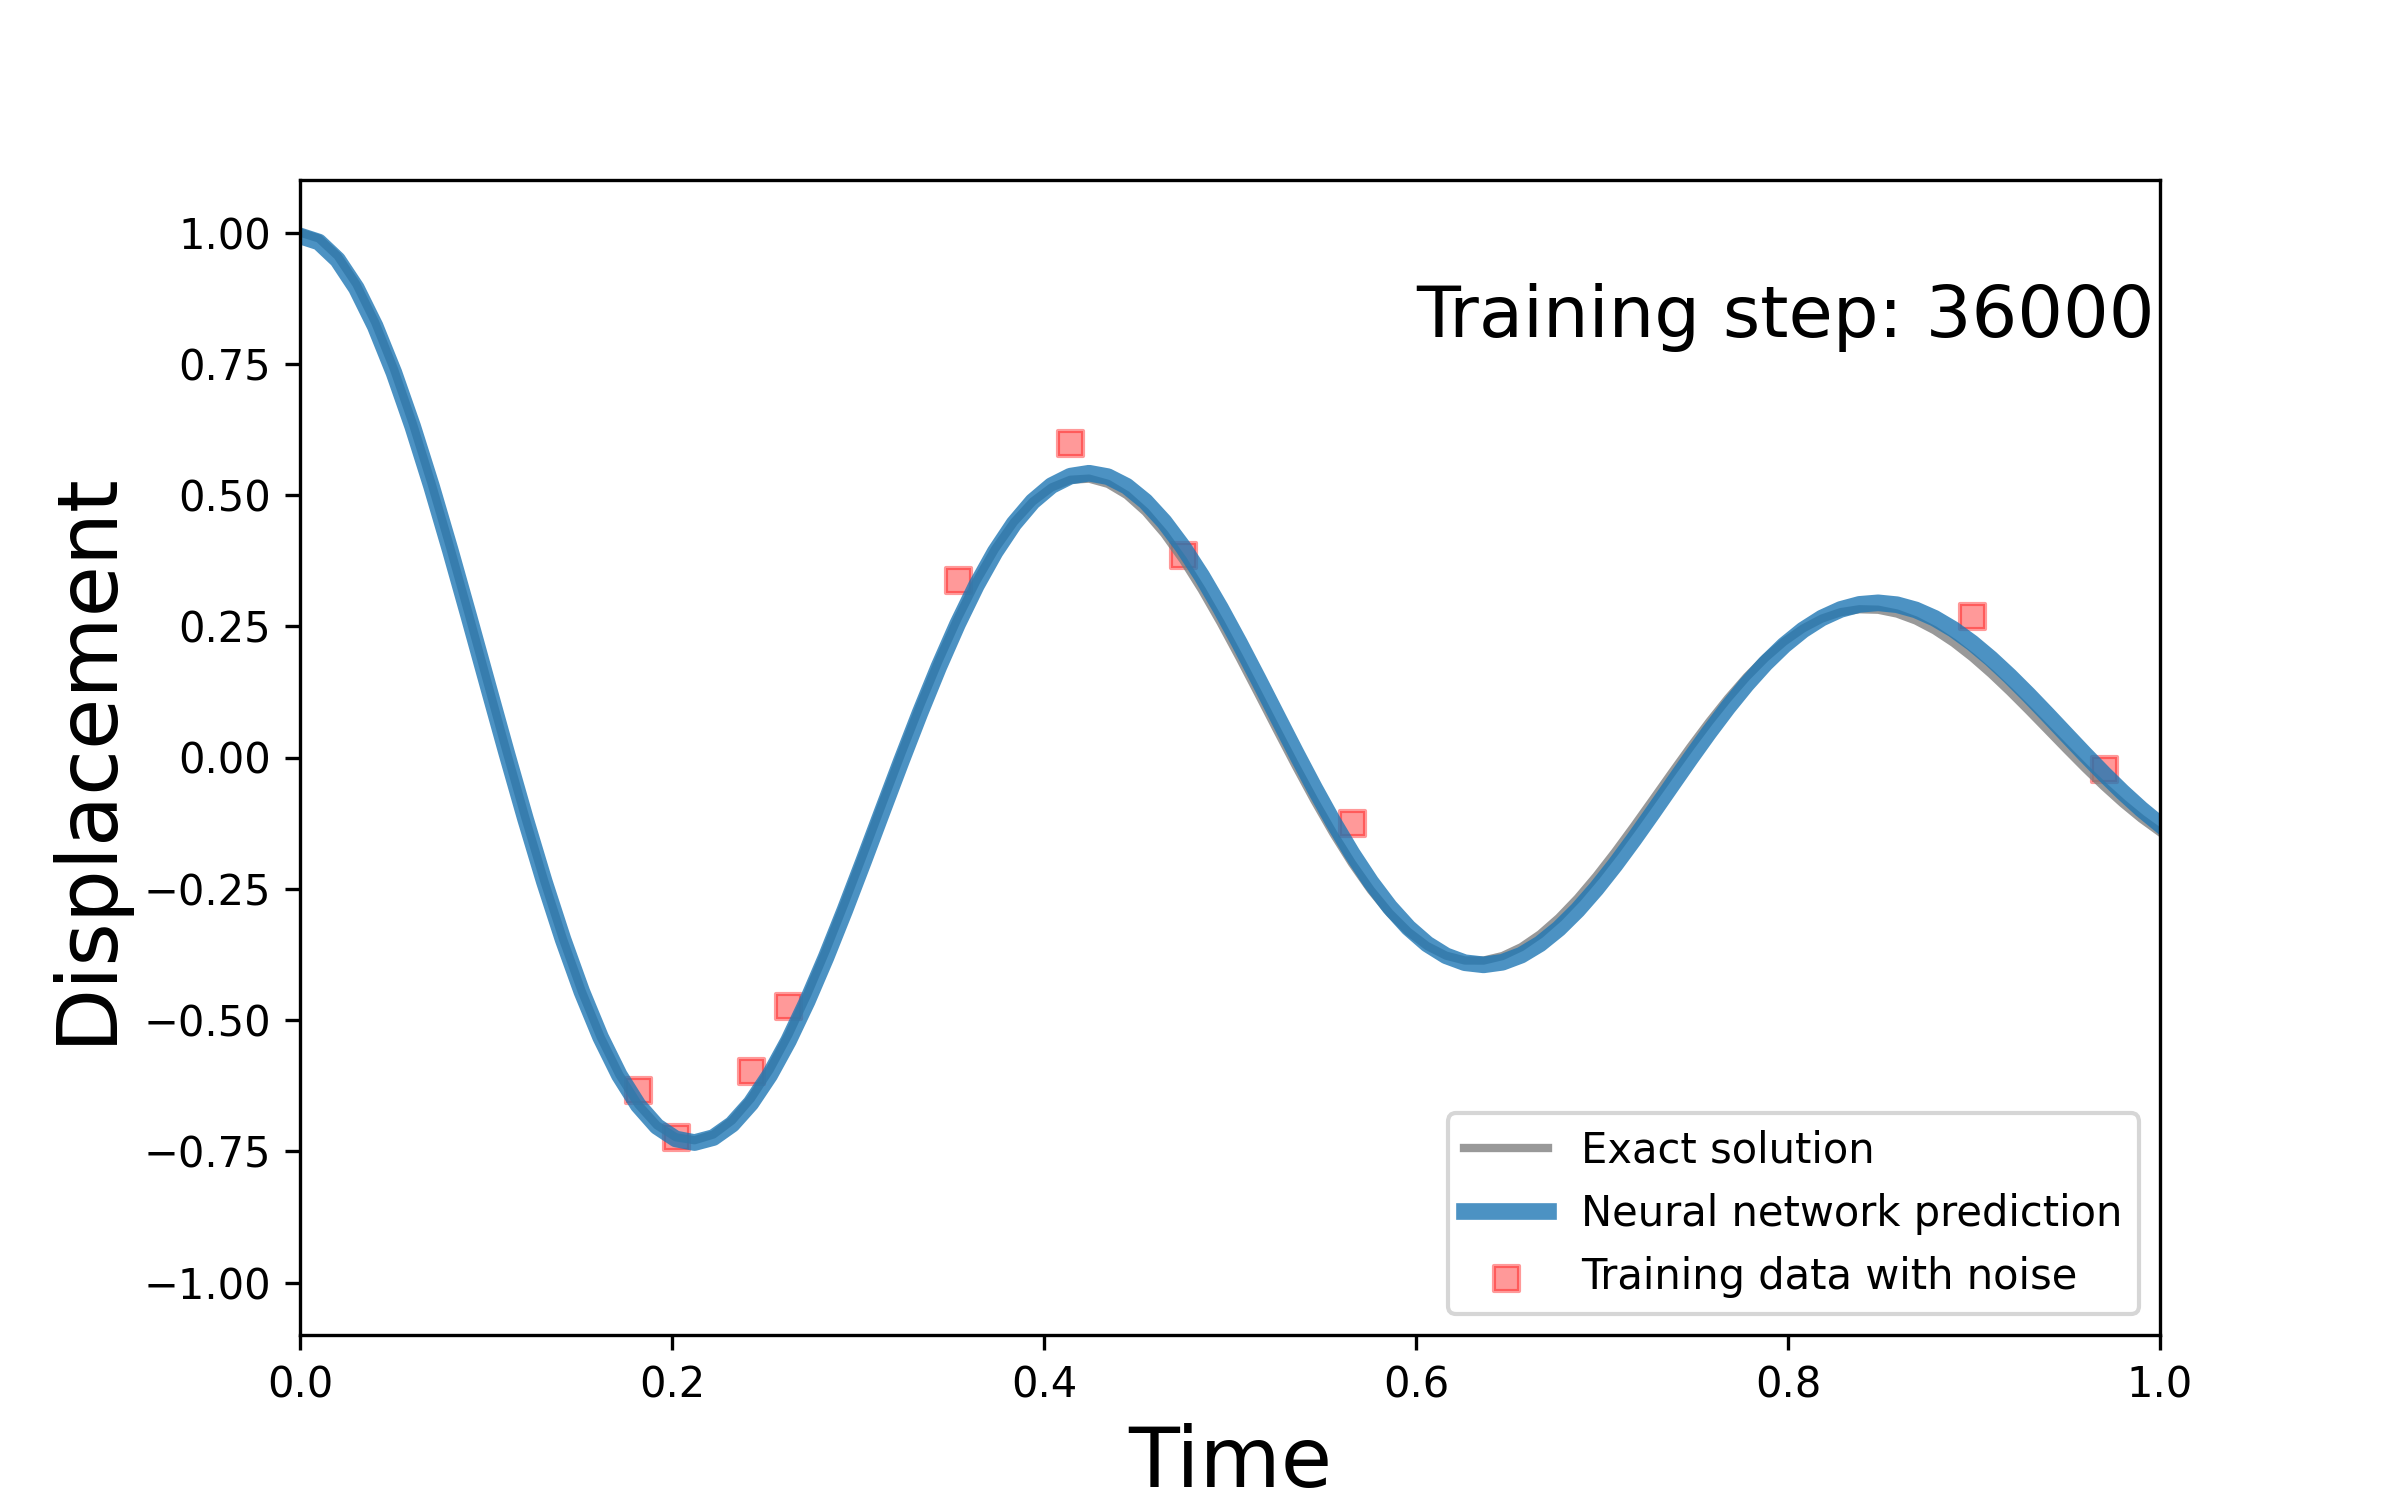 Training step: 36000
Displacement
1.00
0.75
0.50
0.25
0.00
−0.25
−0.50
−0.75
−1.00
Exact solution
Neural network prediction
Training data with noise
0.0 0.2 0.4 0.6 0.8 1.0
Time